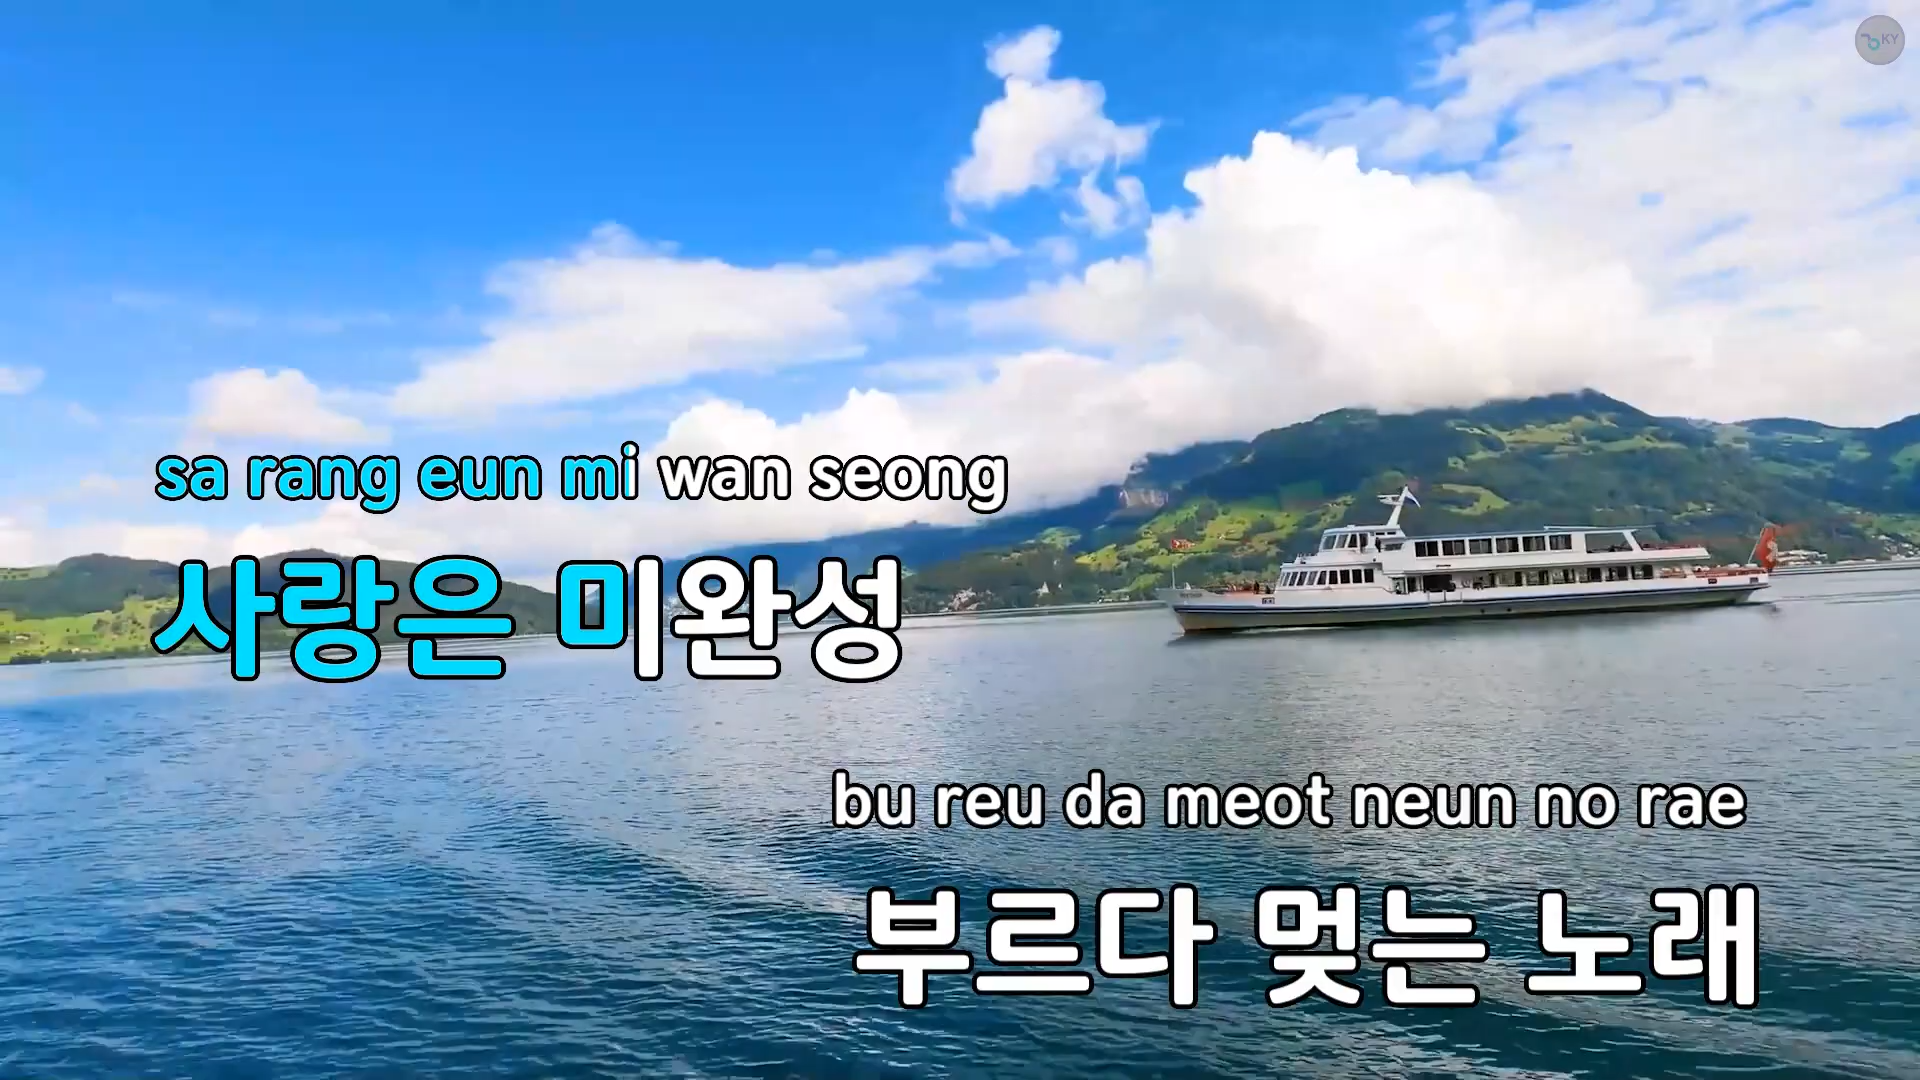 KY
sa rang eun mi wan seong
사랑은 미완성
bu reu da meot neun no rae
부르다 멎는 노래